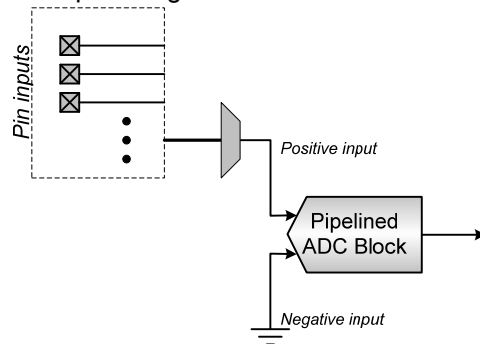 Pin inputs
Positive input
Pipelined
ADC Block
Negative input